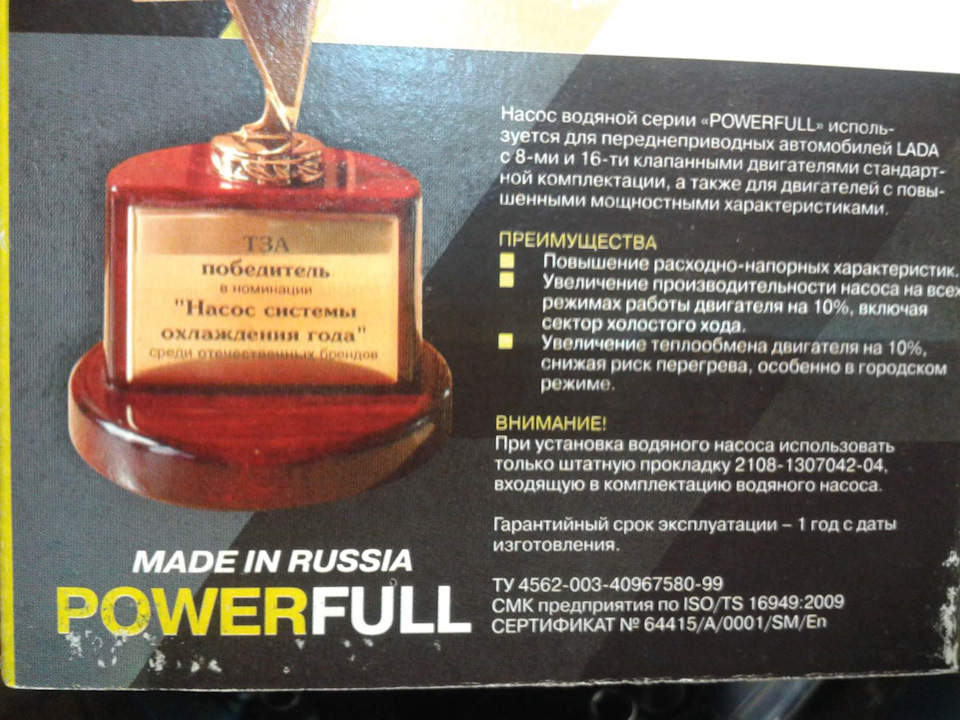 ТЗА
победитель
в номинации
"Насос системы
охлаждения года"
среди отечественных брендов
MADE IN RUSSIA
POWERFULL
Насос водяной серии «POWERFULL» исполь-
зуется для переднеприводных автомобилей LADA
с 8-ми и 16-ти клапанными двигателями стандарт-
ной комплектации, а также для двигателей с повы-
шенными мощностными характеристиками.
ПРЕИМУЩЕСТВА
Повышение расходно-напорных характеристик.
Увеличение производительности насоса на всех
режимах работы двигателя на 10%, включая
сектор холостого хода.
Увеличение теплообмена двигателя на 10%,
снижая риск перегрева, особенно в городском
режиме.
ВНИМАНИЕ!
При установка водяного насоса использовать
только штатную прокладку 2108-1307042-04,
входящую в комплектацию водяного насоса.
Гарантийный срок эксплуатации – 1 год с даты
изготовления.
ТУ 4562-003-40967580-99
СМК предприятия по ISO/TS 16949:2009
СЕРТИФИКАТ № 64415/A/0001/SM/En